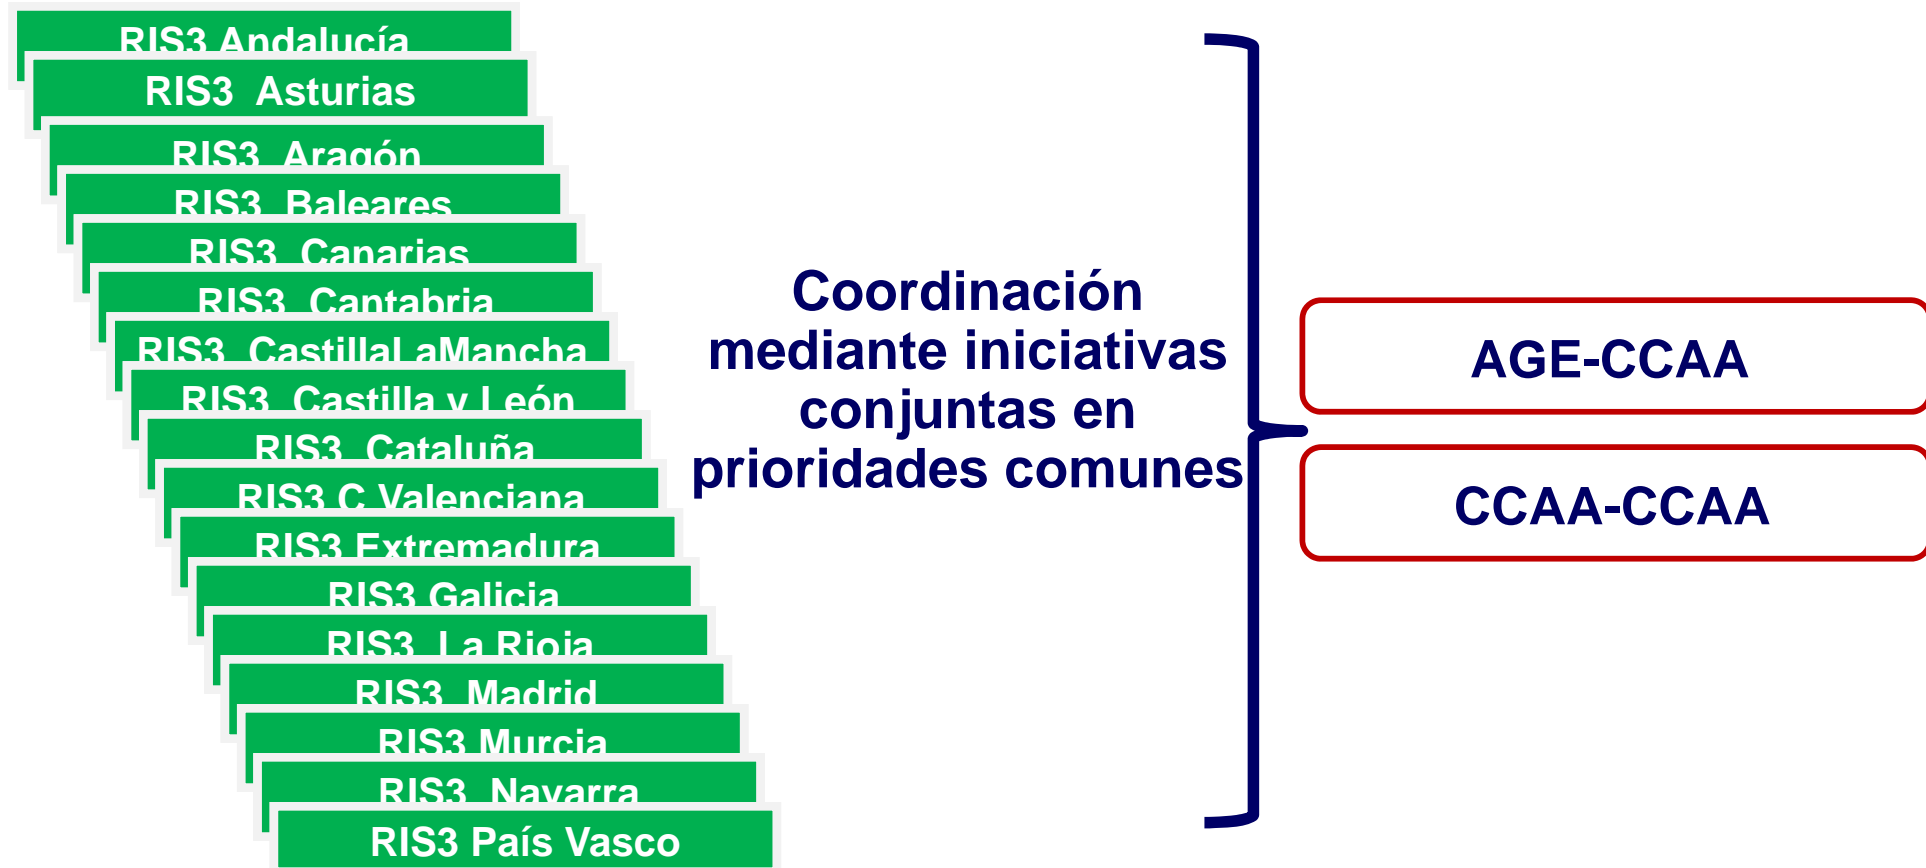 RIS3 Andalucía
RIS3 Asturias
RIS3 Aragón
RIS3 Baleares
RIS3 Canarias
RIS3 Cantabria
RIS3 CastillaLaMancha
RIS3 Castilla y León
RIS3 Cataluña
RIS3 C Valenciana
RIS3 Extremadura
RIS3 Galicia
RIS3 La Rioja
RIS3 Madrid
RIS3 Murcia
RIS3 Navarra
RIS3 País Vasco
Coordinación
mediante iniciativas
conjuntas en
prioridades comunes
AGE-CCAA
CCAA-CCAA